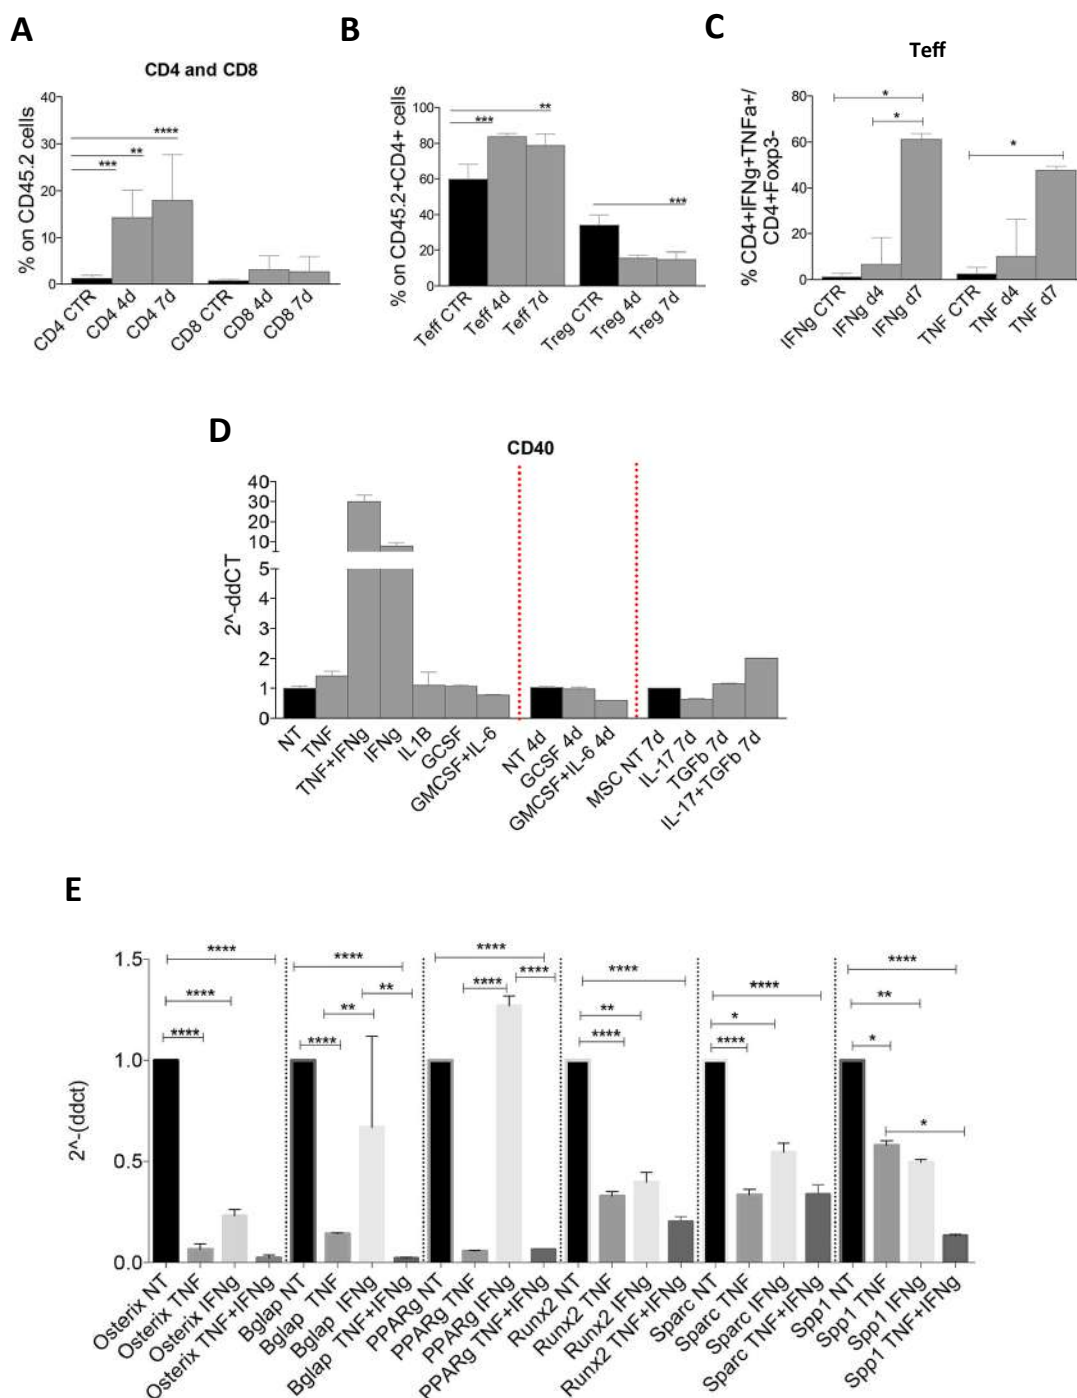 A
CD4 and CD8
% on CD45.2 cells
40
30
20
10
0
****
**
***
CD4 CTR
CD4 4d
CD4 7d
CD8 CTR
CD8 4d
CD8 7d
B
% on CD45.2+CD4+ cells
100
80
60
40
20
0
**
***
***
Teff CTR
Teff 4d
Teff 7d
Treg CTR
Treg 4d
Treg 7d
C
Teff
% CD4+IFNg+TNFa+/
CD4+Foxp3-
80
60
40
20
0
*
*
*
IFNg CTR
IFNg d4
IFNg d7
TNF CTR
TNF d4
TNF d7
D
CD40
2^-ddCT
40
30
20
10
5
4
3
2
1
0
NT
TNF
TNF+IFNg
IFNg
IL1B
GCSF
GMCSF+IL-6
NT 4d
GCSF 4d
GMCSF+IL-6 4d
MSC NT 7d
IL-17 7d
TGFb 7d
IL-17+TGFb 7d
E
2^-(ddct)
1.5
1.0
0.5
0.0
****
****
****
****
**
**
****
****
****
****
****
**
****
****
*
****
****
**
*
*
Osterix NT
Osterix TNF
Osterix IFNg
Osterix TNF+IFNg
Bglap NT
Bglap TNF
Bglap IFNg
Bglap TNF+IFNg
PPARg NT
PPARg TNF
PPARg IFNg
PPARg TNF+IFNg
Runx2 NT
Runx2 TNF
Runx2 IFNg
Runx2 TNF+IFNg
Sparc NT
Sparc TNF
Sparc IFNg
Sparc TNF+IFNg
Spp1 NT
Spp1 TNF
Spp1 IFNg
Spp1 TNF+IFNg